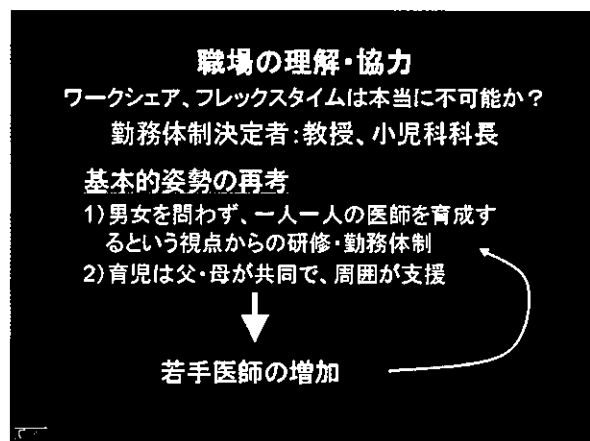 職場の理解・協力
ワークシェア、フレックスタイムは本当に不可能か？
勤務体制決定者：教授、小児科科長
基本的姿勢の再考
1）男女を問わず、一人一人の医師を育成す
るという視点からの研修・勤務体制
2）育児は父・母が共同で、周囲が支援
若手医師の増加